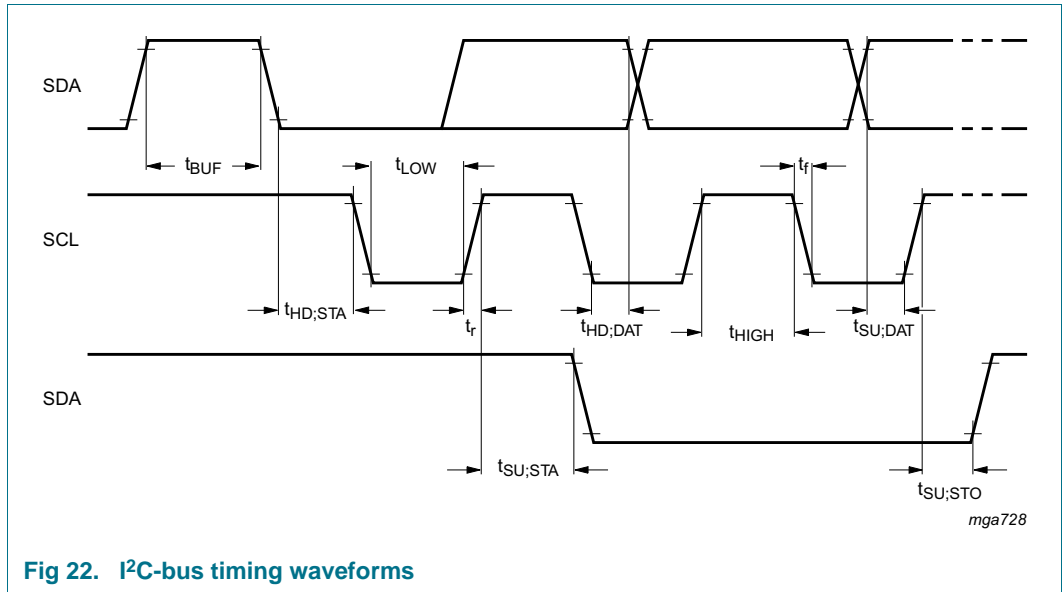 SDA
tBUF
tLOW
tf
SCL
tHD;STA
tr
tHD;DAT
tHIGH
tSU;DAT
SDA
tSU;STA
tSU;STO
mga728
Fig 22. I²C-bus timing waveforms